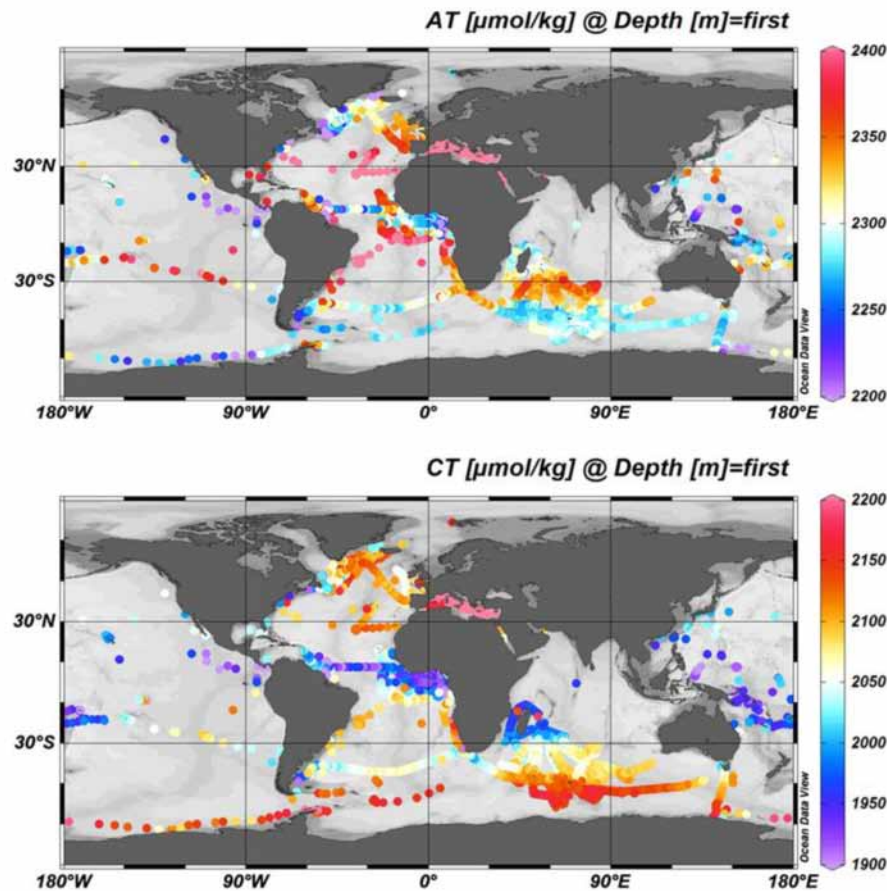 AT [µmol/kg] @ Depth [m]=first
2400
2350
2300
2250
2200
30°N
30°S
180°W
90°W
0°
90°E
180°E
Ocean Data View
CT [µmol/kg] @ Depth [m]=first
2200
2150
2100
2050
2000
1950
1900
30°N
30°S
180°W
90°W
0°
90°E
180°E
Ocean Data View